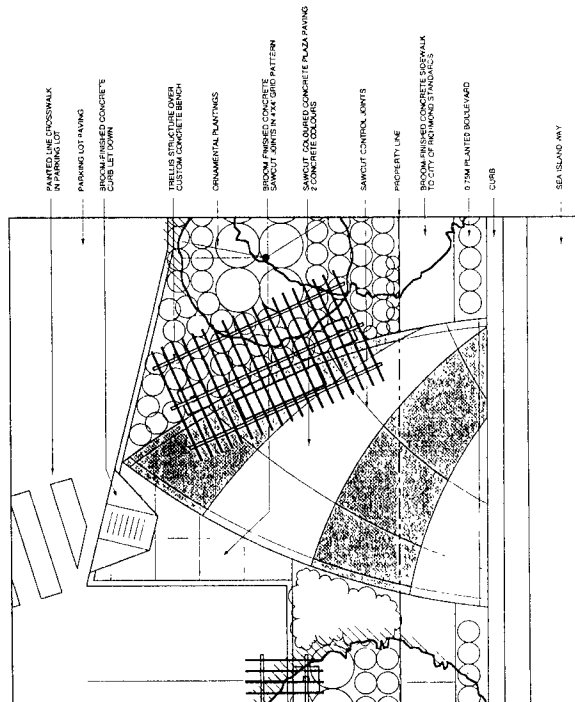 PAINTED LINE CROSSWALK
IN PARKING LOT
PARKING LOT PAVING
BROOM-FINISHED CONCRETE
CURB LET DOWN
TRELLIS STRUCTURE OVER
CUSTOM CONCRETE BENCH
ORNAMENTAL PLANTINGS
BROOM-FINISHED CONCRETE
SAWCUT JOINTS IN 4'X4' GRID PATTERN
SAWCUT COLOURED CONCRETE PLAZA PAVING
2 CONCRETE COLOURS
SAWCUT CONTROL JOINTS
PROPERTY LINE
BROOM-FINISHED CONCRETE SIDEWALK
TO CITY OF RICHMOND STANDARDS
0.75M PLANTED BOULEVARD
CURB
SEA ISLAND WAY